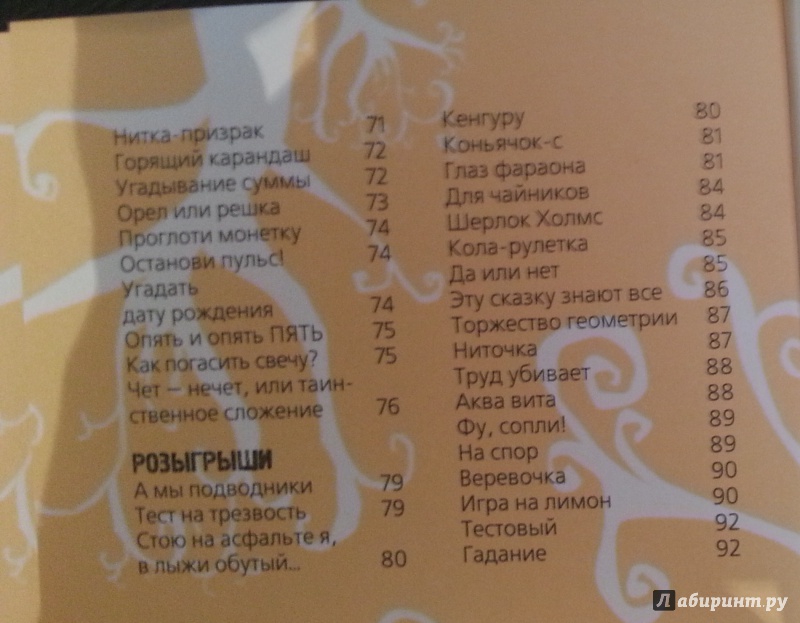 Нитка-призрак 71
Горящий карандаш 72
Угадывание суммы 72
Орел или решка 73
Проглоти монетку 74
Останови пульс! 74
Угадать
дату рождения 74
Опять и опять ПЯТЬ 75
Как погасить свечу? 75
Чет — нечет, или таин-
ственное сложение 76
РОЗЫГРЫШИ
А мы подводники 79
Тест на трезвость 79
Стою на асфальте я,
в лыжи обутый... 80
Кенгуру 80
Коньячок-с 81
Глаз фараона 81
Для чайников 84
Шерлок Холмс 84
Кола-рулетка 85
Да или нет 85
Эту сказку знают все 86
Торжество геометрии 87
Ниточка 87
Труд убивает 88
Аква вита 88
Фу, сопли! 89
На спор 89
Веревочка 90
Игра на лимон 90
Тестовый 92
Гадание 92
Лабиринт.ру